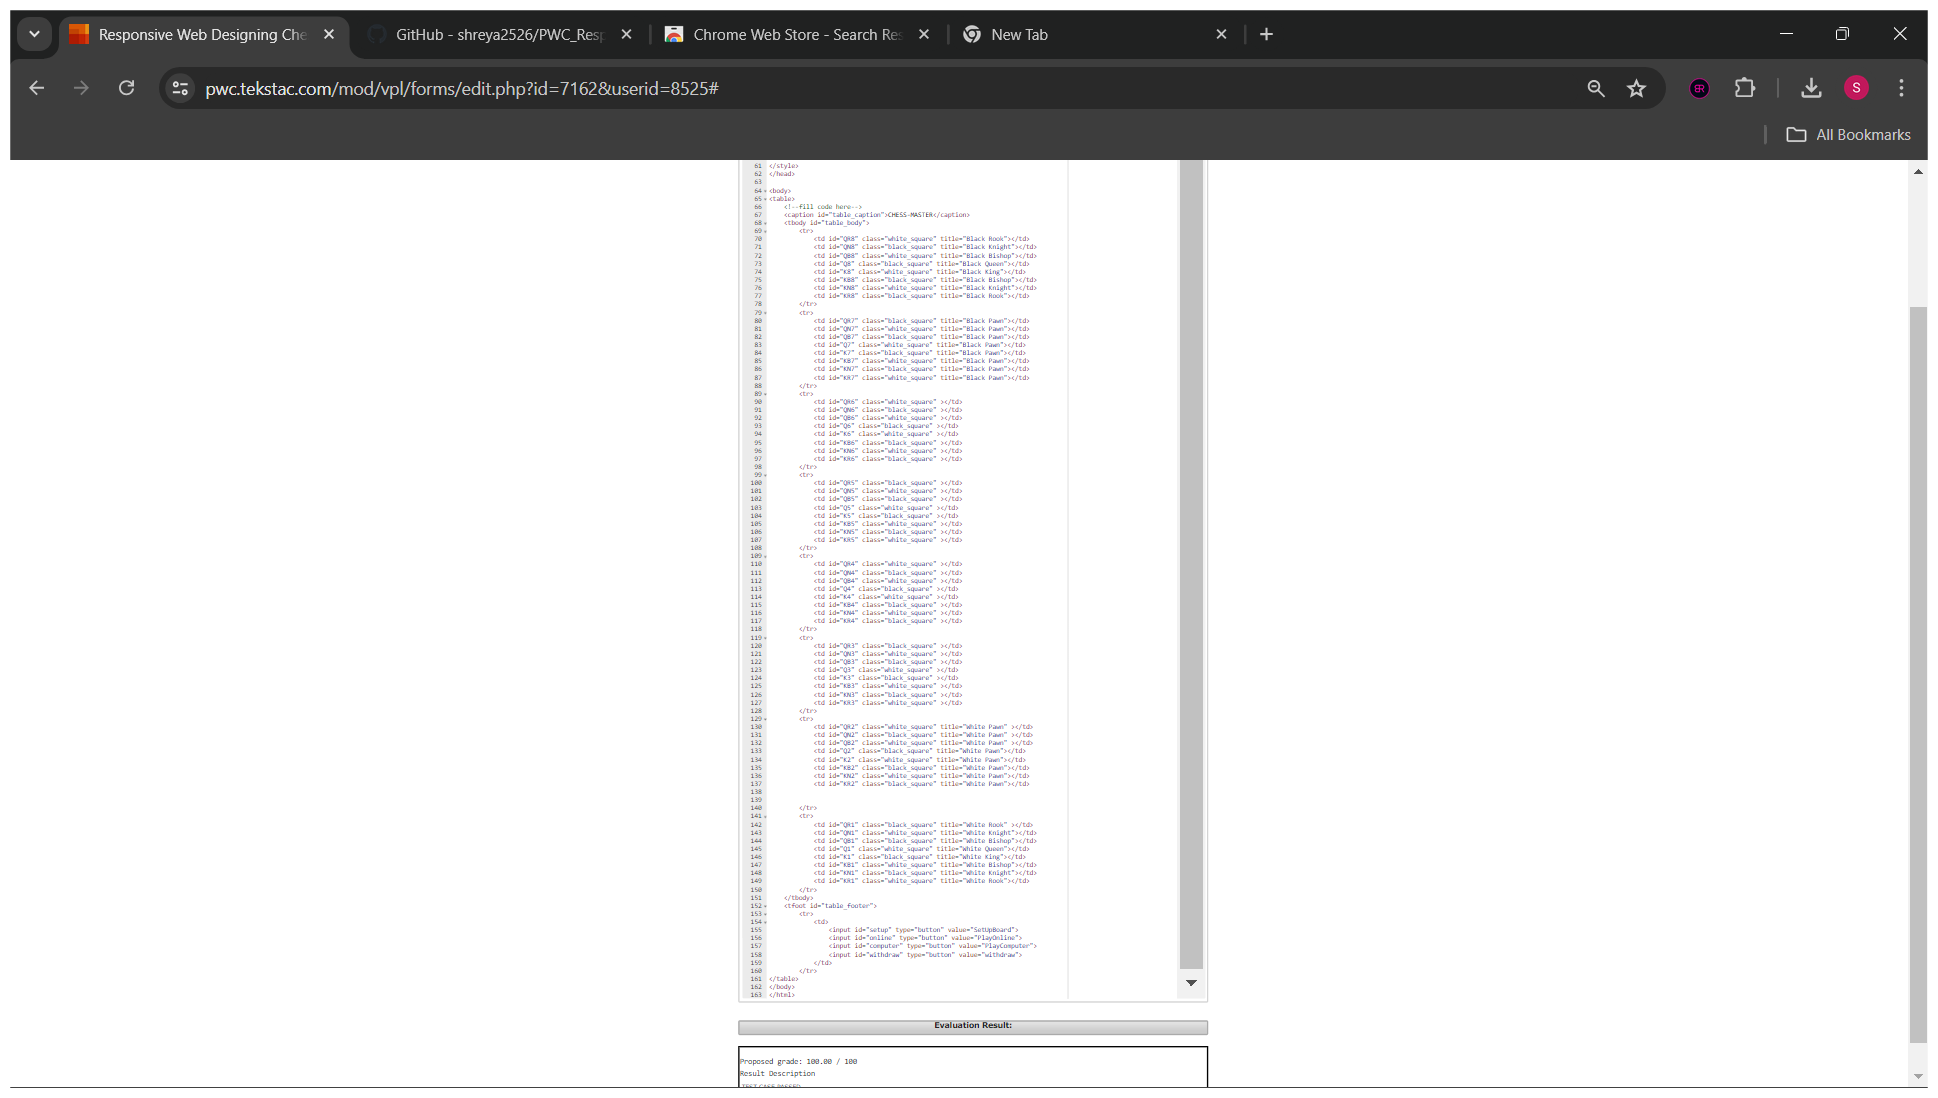 Responsive Web Designing Che
GitHub - shreya2526/PWC_Resp
Chrome Web Store - Search Res
New Tab
pwc.tekstac.com/mod/vpl/forms/edit.php?id=7162&userid=8525#
S
All Bookmarks
61 </style>
62 </head>
63
64 <body>
65 <table>
66 <!--fill code here-->
67 <caption id="table_caption">CHESS-MASTER</caption>
68 <tbody id="table_body">
69 <tr>
70 <td id="QR8" class="white_square" title="Black Rook"></td>
71 <td id="QN8" class="black_square" title="Black Knight"></td>
72 <td id="QB8" class="white_square" title="Black Bishop"></td>
73 <td id="Q8" class="black_square" title="Black Queen"></td>
74 <td id="K8" class="white_square" title="Black King"></td>
75 <td id="KB8" class="black_square" title="Black Bishop"></td>
76 <td id="KN8" class="white_square" title="Black Knight"></td>
77 <td id="KR8" class="black_square" title="Black Rook"></td>
78 </tr>
79 <tr>
80 <td id="QR7" class="black_square" title="Black Pawn"></td>
81 <td id="QN7" class="white_square" title="Black Pawn"></td>
82 <td id="QB7" class="black_square" title="Black Pawn"></td>
83 <td id="Q7" class="white_square" title="Black Pawn"></td>
84 <td id="K7" class="black_square" title="Black Pawn"></td>
85 <td id="KB7" class="white_square" title="Black Pawn"></td>
86 <td id="KN7" class="black_square" title="Black Pawn"></td>
87 <td id="KR7" class="white_square" title="Black Pawn"></td>
88 </tr>
89 <tr>
90 <td id="QR6" class="white_square" ></td>
91 <td id="QN6" class="black_square" ></td>
92 <td id="QB6" class="white_square" ></td>
93 <td id="Q6" class="black_square" ></td>
94 <td id="K6" class="white_square" ></td>
95 <td id="KB6" class="black_square" ></td>
96 <td id="KN6" class="white_square" ></td>
97 <td id="KR6" class="black_square" ></td>
98 </tr>
99 <tr>
100 <td id="QR5" class="black_square" ></td>
101 <td id="QN5" class="white_square" ></td>
102 <td id="QB5" class="black_square" ></td>
103 <td id="Q5" class="white_square" ></td>
104 <td id="K5" class="black_square" ></td>
105 <td id="KB5" class="white_square" ></td>
106 <td id="KN5" class="black_square" ></td>
107 <td id="KR5" class="white_square" ></td>
108 </tr>
109 <tr>
110 <td id="QR4" class="white_square" ></td>
111 <td id="QN4" class="black_square" ></td>
112 <td id="QB4" class="white_square" ></td>
113 <td id="Q4" class="black_square" ></td>
114 <td id="K4" class="white_square" ></td>
115 <td id="KB4" class="black_square" ></td>
116 <td id="KN4" class="white_square" ></td>
117 <td id="KR4" class="black_square" ></td>
118 </tr>
119 <tr>
120 <td id="QR3" class="black_square" ></td>
121 <td id="QN3" class="white_square" ></td>
122 <td id="QB3" class="black_square" ></td>
123 <td id="Q3" class="white_square" ></td>
124 <td id="K3" class="black_square" ></td>
125 <td id="KB3" class="white_square" ></td>
126 <td id="KN3" class="black_square" ></td>
127 <td id="KR3" class="white_square" ></td>
128 </tr>
129 <tr>
130 <td id="QR2" class="white_square" title="White Pawn" ></td>
131 <td id="QN2" class="black_square" title="White Pawn" ></td>
132 <td id="QB2" class="white_square" title="White Pawn" ></td>
133 <td id="Q2" class="black_square" title="White Pawn"></td>
134 <td id="K2" class="white_square" title="White Pawn"></td>
135 <td id="KB2" class="black_square" title="White Pawn"></td>
136 <td id="KN2" class="white_square" title="White Pawn"></td>
137 <td id="KR2" class="black_square" title="White Pawn"></td>
138
139
140 </tr>
141 <tr>
142 <td id="QR1" class="black_square" title="White Rook" ></td>
143 <td id="QN1" class="white_square" title="White Knight"></td>
144 <td id="QB1" class="black_square" title="White Bishop"></td>
145 <td id="Q1" class="white_square" title="White Queen"></td>
146 <td id="K1" class="black_square" title="White King"></td>
147 <td id="KB1" class="white_square" title="White Bishop"></td>
148 <td id="KN1" class="black_square" title="White Knight"></td>
149 <td id="KR1" class="white_square" title="White Rook"></td>
150 </tr>
151 </tbody>
152 <tfoot id="table_footer">
153 <tr>
154 <td>
155 <input id="setup" type="button" value="SetUpBoard">
156 <input id="online" type="button" value="PlayOnline">
157 <input id="computer" type="button" value="PlayComputer">
158 <input id="withdraw" type="button" value="withdraw">
159 </td>
160 </tr>
161 </table>
162 </body>
163 </html>
Evaluation Result:
Proposed grade: 100.00 / 100
Result Description
TEST CASE PASSED